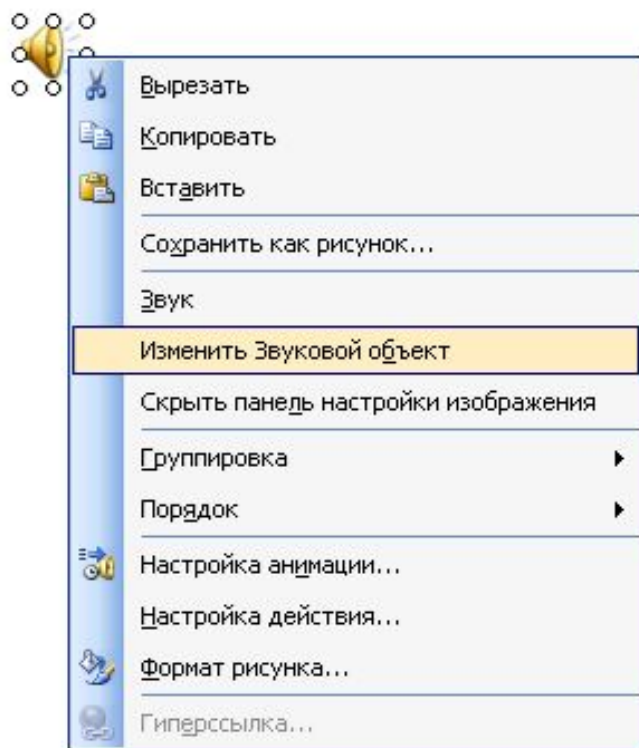 Вырезать
Копировать
Вставить
Сохранить как рисунок...
Звук
Изменить Звуковой объект
Скрыть панель настройки изображения
Группировка
Порядок
Настройка анимации...
Настройка действия...
Формат рисунка...
Гиперссылка...